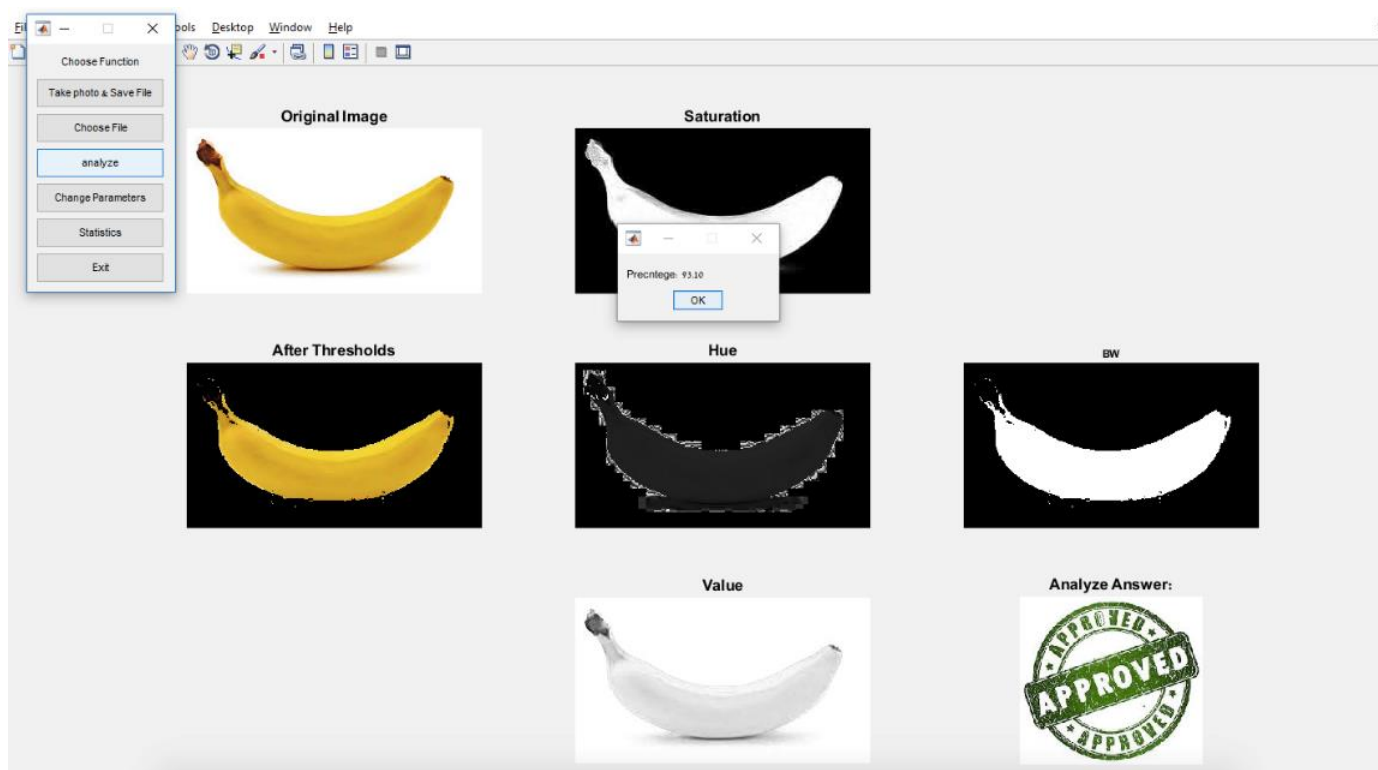 Fi
ools Desktop Window Help
Choose Function
Take photo & Save File
Choose File
analyze
Change Parameters
Statistics
Exit
Original Image
Saturation
Precntege: 93.10
OK
After Thresholds
Hue
BW
Value
Analyze Answer:
APPROVED
APPROVED
APPROVED